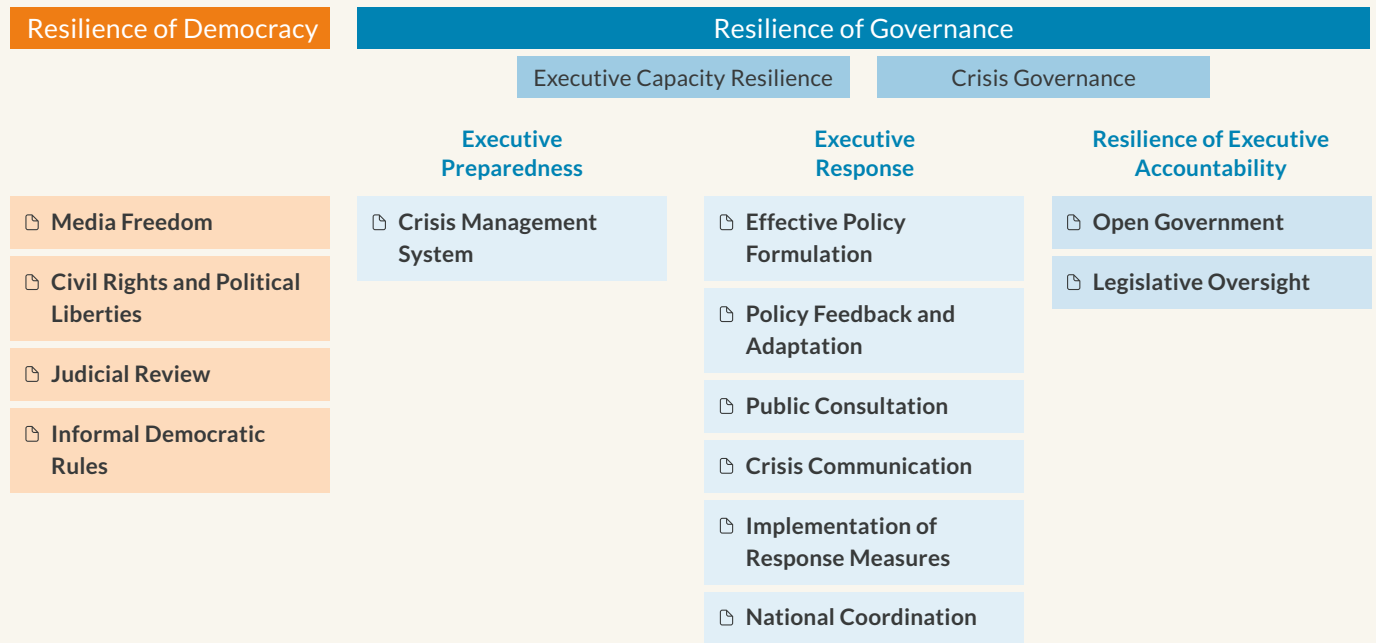 Resilience of Democracy
Resilience of Governance
Executive Capacity Resilience
Crisis Governance
Executive
Preparedness
Executive
Response
Resilience of Executive
Accountability
Media Freedom
Civil Rights and Political
Liberties
Judicial Review
Informal Democratic
Rules
Crisis Management
System
Effective Policy
Formulation
Policy Feedback and
Adaptation
Public Consultation
Crisis Communication
Implementation of
Response Measures
National Coordination
Open Government
Legislative Oversight